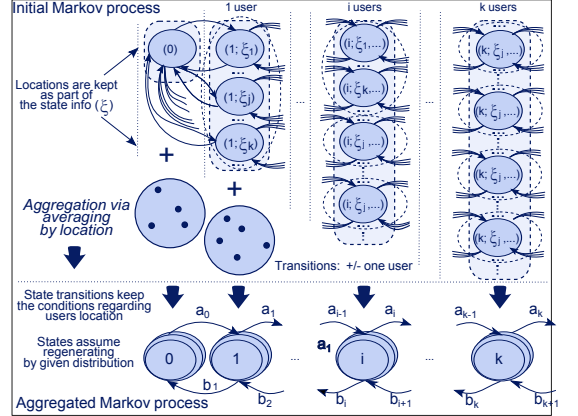 Initial Markov process
1 user
i users
k users
(0)
(1; ξ1)
(i; ξ1,...)
(k; ξj,...)
Locations are kept
as part of
the state info (ξ)
(1; ξj)
(i; ξk,...)
(k; ξj,...)
(1; ξk)
(i; ξj,...)
(k; ξj,...)
+
+
(i; ξj,...)
(k; ξj,...)
... ...
Aggregation via
averaging
by location
Transitions: +/- one user
State transitions keep
the conditions regarding
users location
a0 a1 ai-1 ai ak-1 ak
States assume
regenerating
by given distribution
0 1 ... a1 i ... k
b1 b2 bi bi+1 bk bk+1
Aggregated Markov process